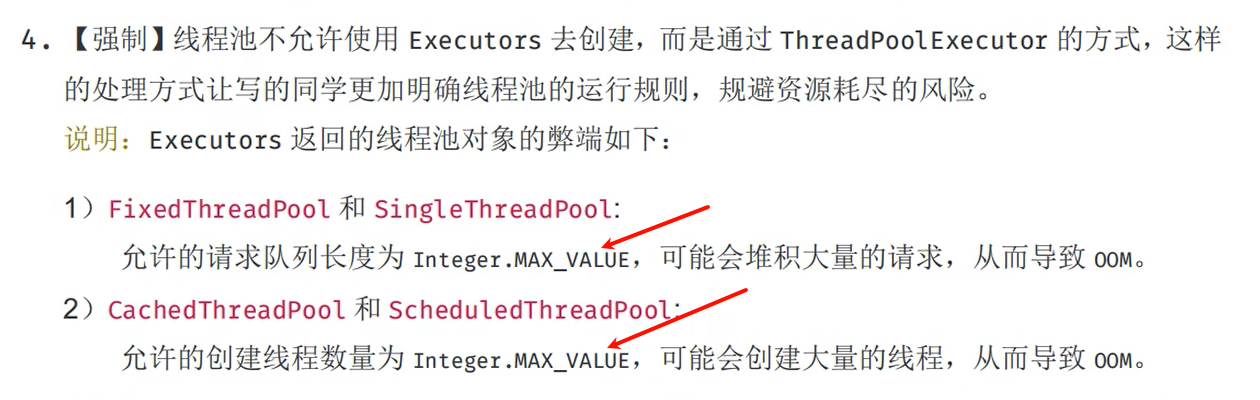 4. 【强制】线程池不允许使用 Executors 去创建，而是通过 ThreadPoolExecutor 的方式，这样
的处理方式让写的同学更加明确线程池的运行规则，规避资源耗尽的风险。
说明：Executors 返回的线程池对象的弊端如下：
1）FixedThreadPool 和 SingleThreadPool:
允许的请求队列长度为 Integer.MAX_VALUE，可能会堆积大量的请求，从而导致 OOM。
2）CachedThreadPool 和 ScheduledThreadPool:
允许的创建线程数量为 Integer.MAX_VALUE，可能会创建大量的线程，从而导致 OOM。